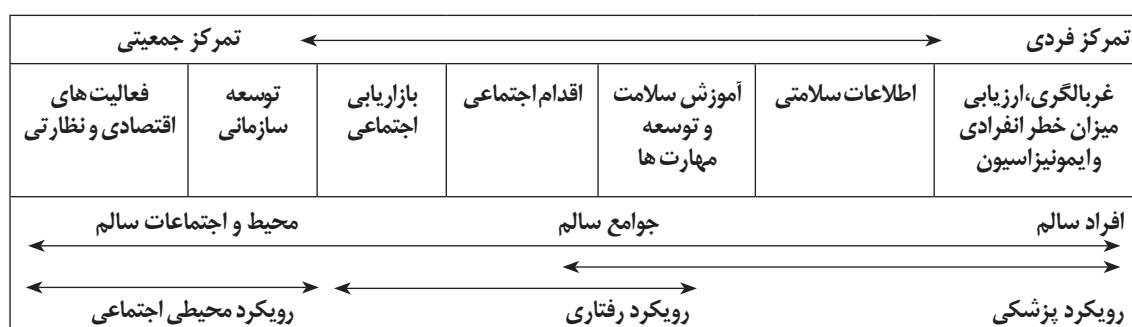 تمرکز فردی
تمرکز جمعیتی
غربالگری،ارزیابی
میزان خطر انفرادی
وایمونیزاسیون
اطلاعات سلامتی
آموزش سلامت
و توسعه
مهارت ها
اقدام اجتماعی
بازاریابی
اجتماعی
توسعه
سازمانی
فعالیت‌های
اقتصادی و نظارتی
افراد سالم
جوامع سالم
محیط و اجتماعات سالم
رویکرد پزشکی
رویکرد رفتاری
رویکرد محیطی اجتماعی